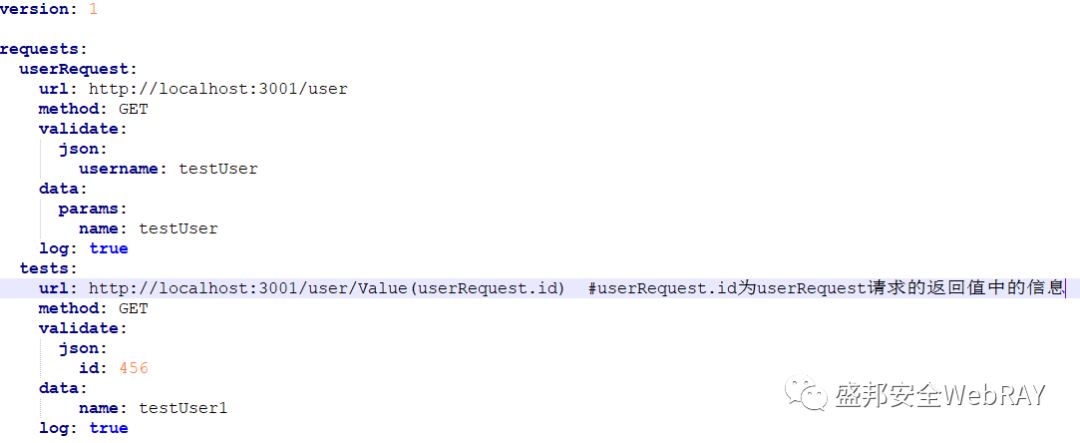 version: 1
requests:
  userRequest:
    url: http://localhost:3001/user
    method: GET
    validate:
      json:
        username: testUser
    data:
      params:
        name: testUser
    log: true
  tests:
    url: http://localhost:3001/user/Value(userRequest.id)  #userRequest.id为userRequest请求的返回值中的信息
    method: GET
    validate:
      json:
        id: 456
    data:
        name: testUser1
    log: true
盛邦安全WebRAY